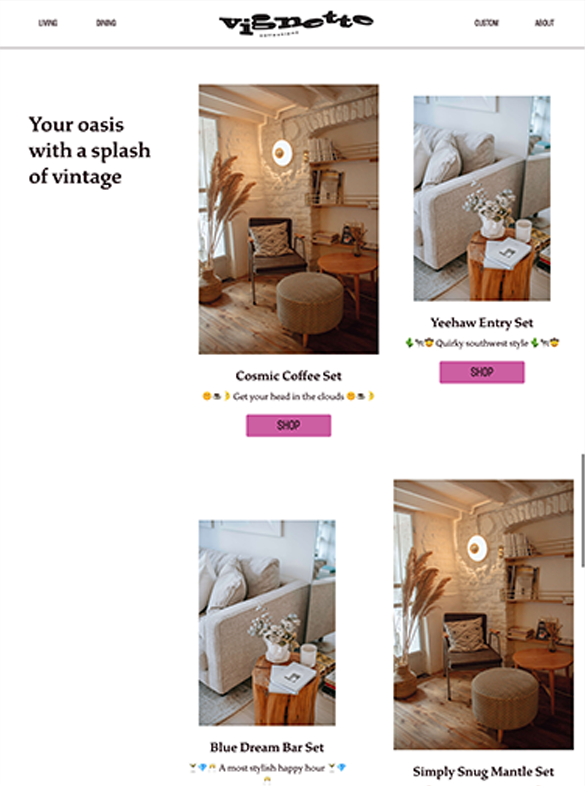 LIVING
DINING
vignette
CUSTOM
ABOUT
Your oasis
with a splash
of vintage
Cosmic Coffee Set
🌞☕🌛 Get your head in the clouds 🌞☕🌛
SHOP
Yeehaw Entry Set
🌵🐄🤠 Quirky southwest style 🌵🐄🤠
SHOP
Blue Dream Bar Set
🍸💎🥂 A most stylish happy hour 🍸💎
🥂
Simply Snug Mantle Set